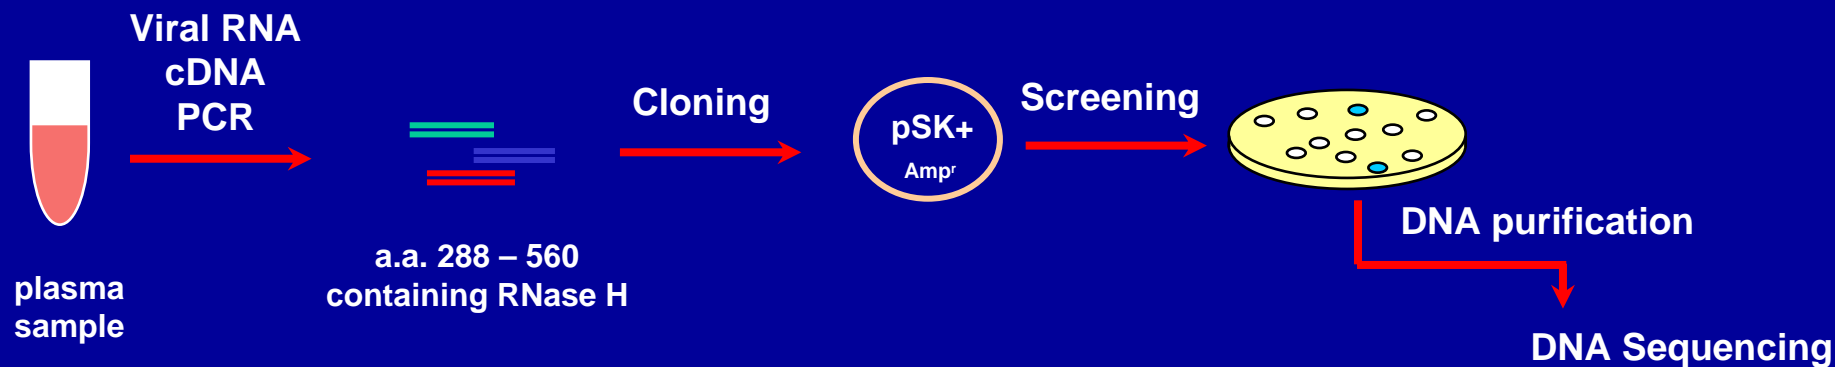 Viral RNA
cDNA
PCR
plasma
sample
a.a. 288 – 560
containing RNase H
Cloning
pSK+
Ampʳ
Screening
DNA purification
DNA Sequencing